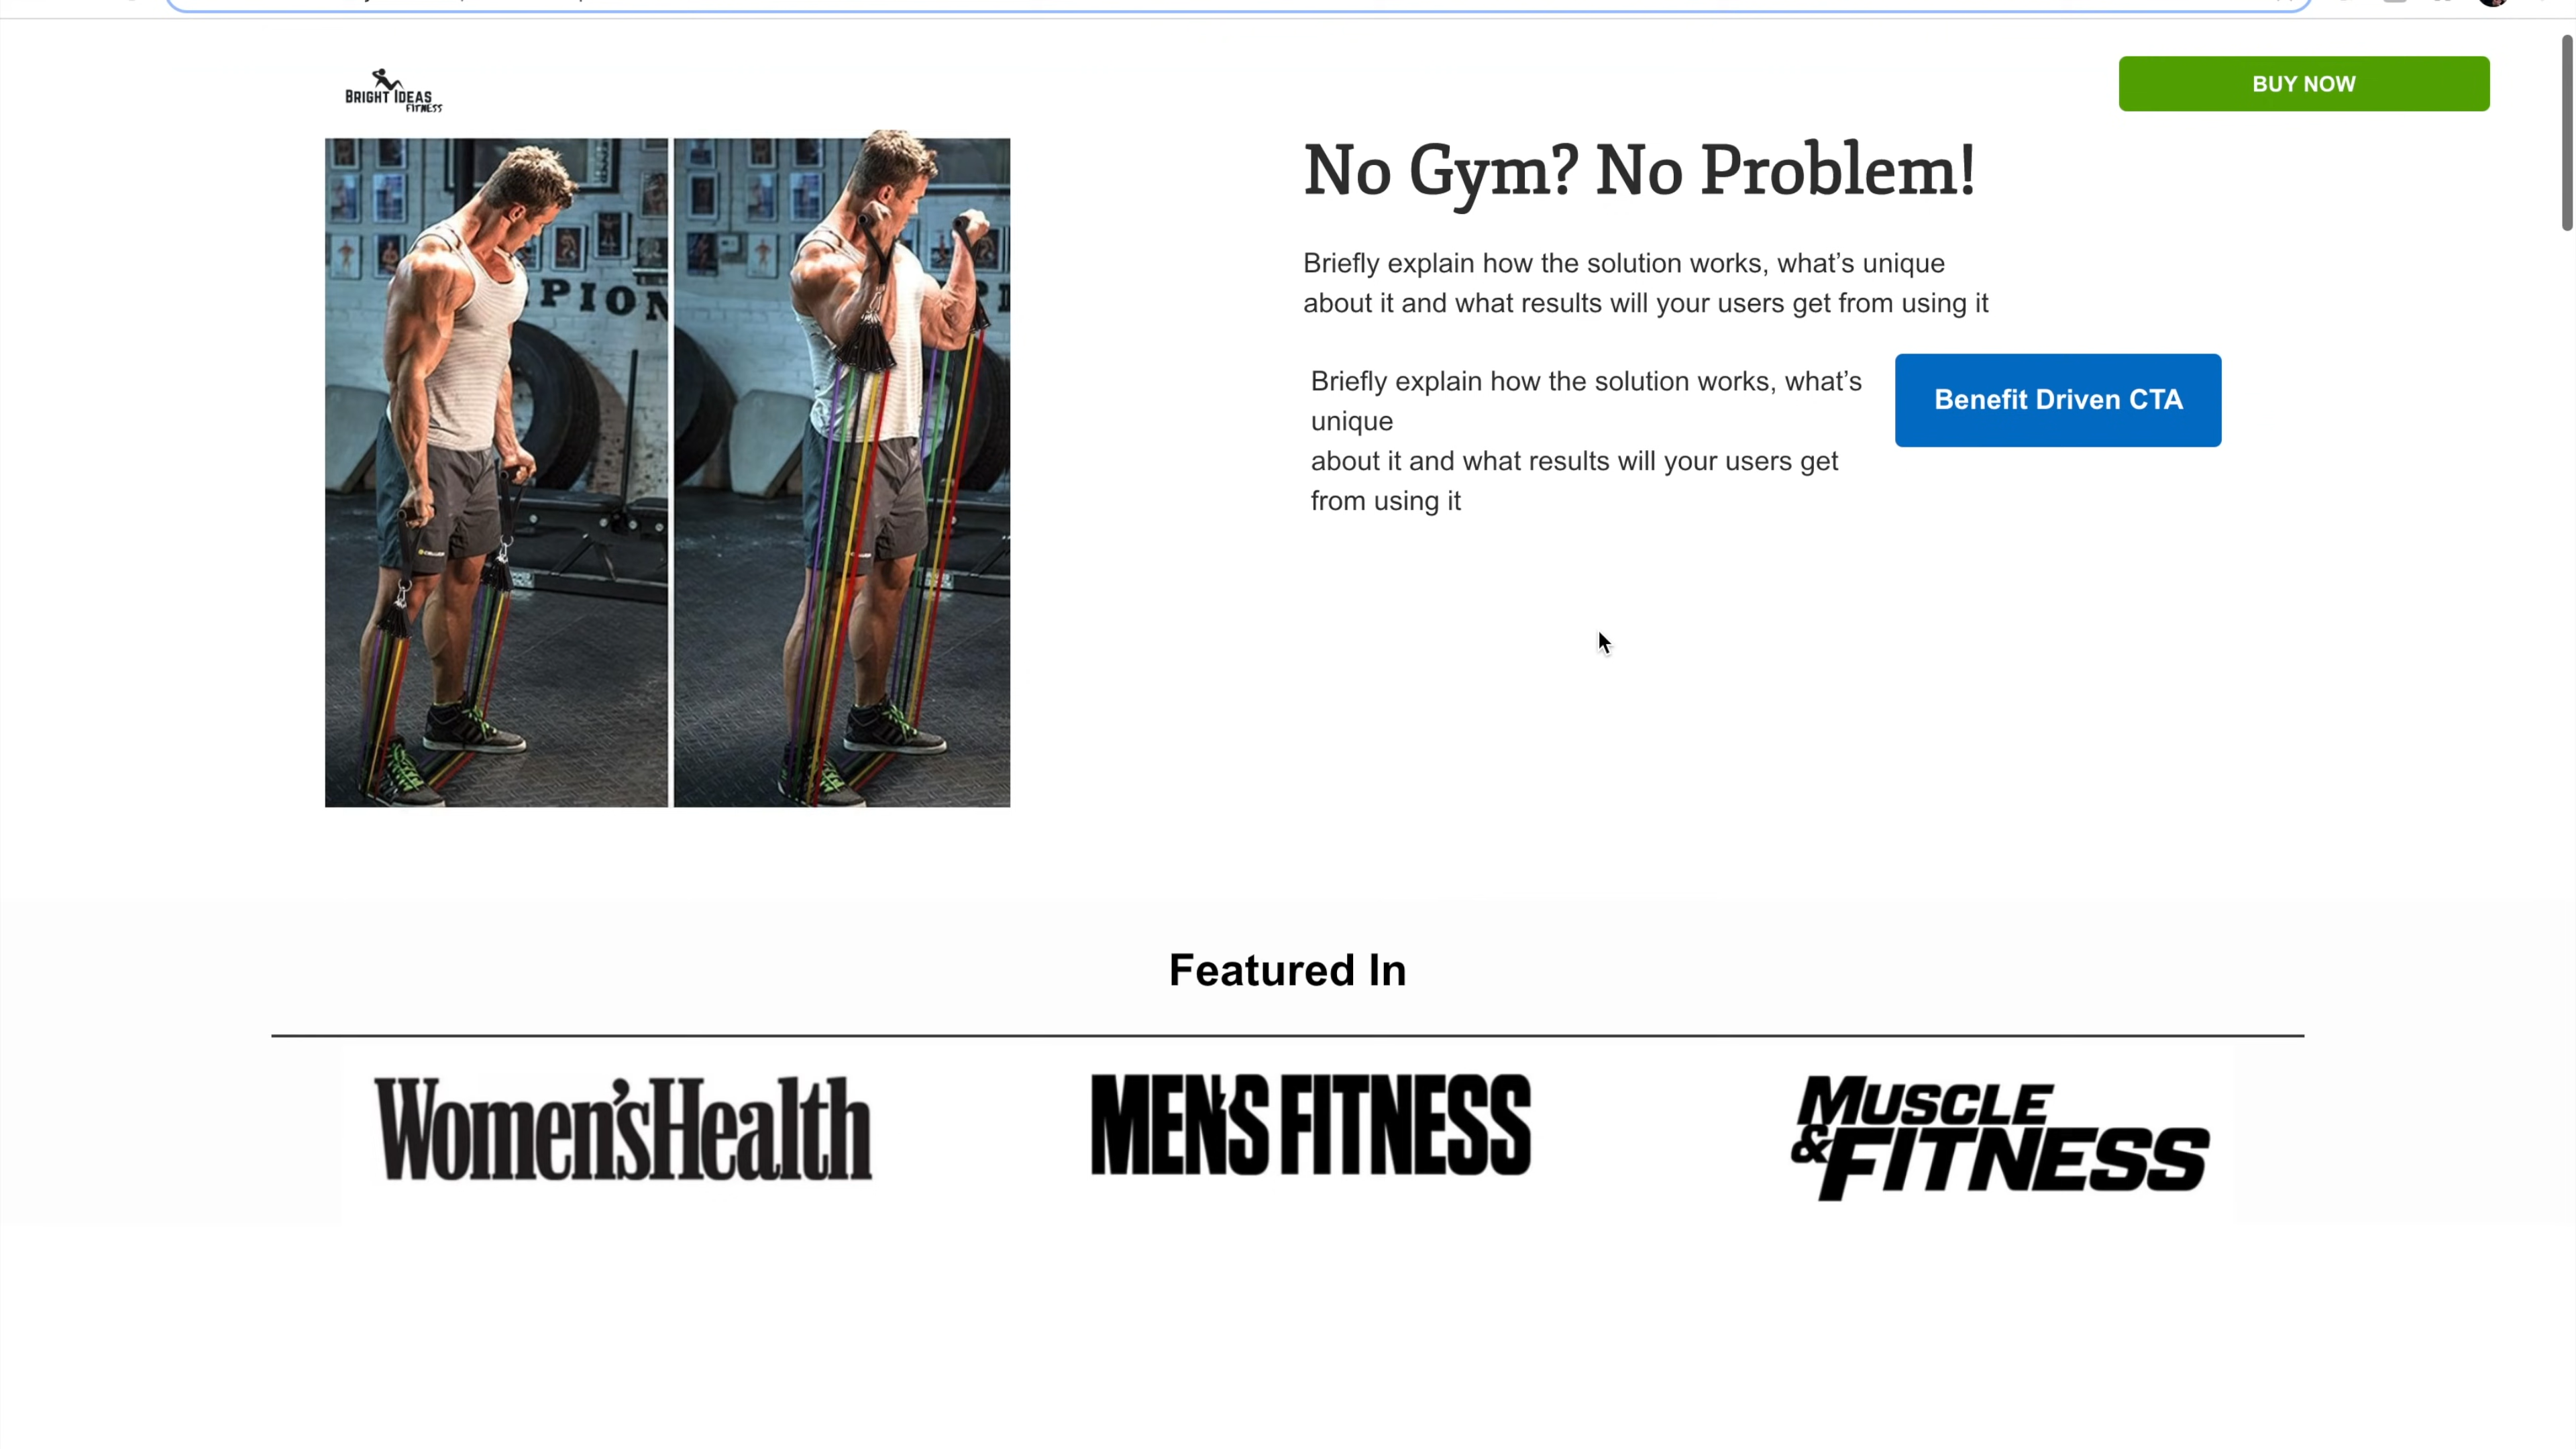 BRIGHT IDEAS
FITNESS
BUY NOW
PION
No Gym? No Problem!
Briefly explain how the solution works, what’s unique
about it and what results will your users get from using it
Briefly explain how the solution works, what’s
unique
about it and what results will your users get
from using it
Benefit Driven CTA
Featured In
Women'sHealth
MEN'S FITNESS
MUSCLE
&FITNESS